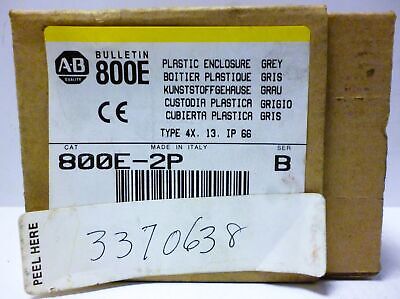 A-B
QUALITY
BULLETIN
800E
PLASTIC ENCLOSURE GREY
BOITIER PLASTIQUE GRIS
KUNSTSTOFFGEHAUSE GRAU
CUSTODIA PLASTICA GRIGIO
CUBIERTA PLASTICA GRIS
CE
TYPE 4X. 13. IP 66
CAT MADE IN ITALY SER
800E-2P B
PEEL HERE
3370638